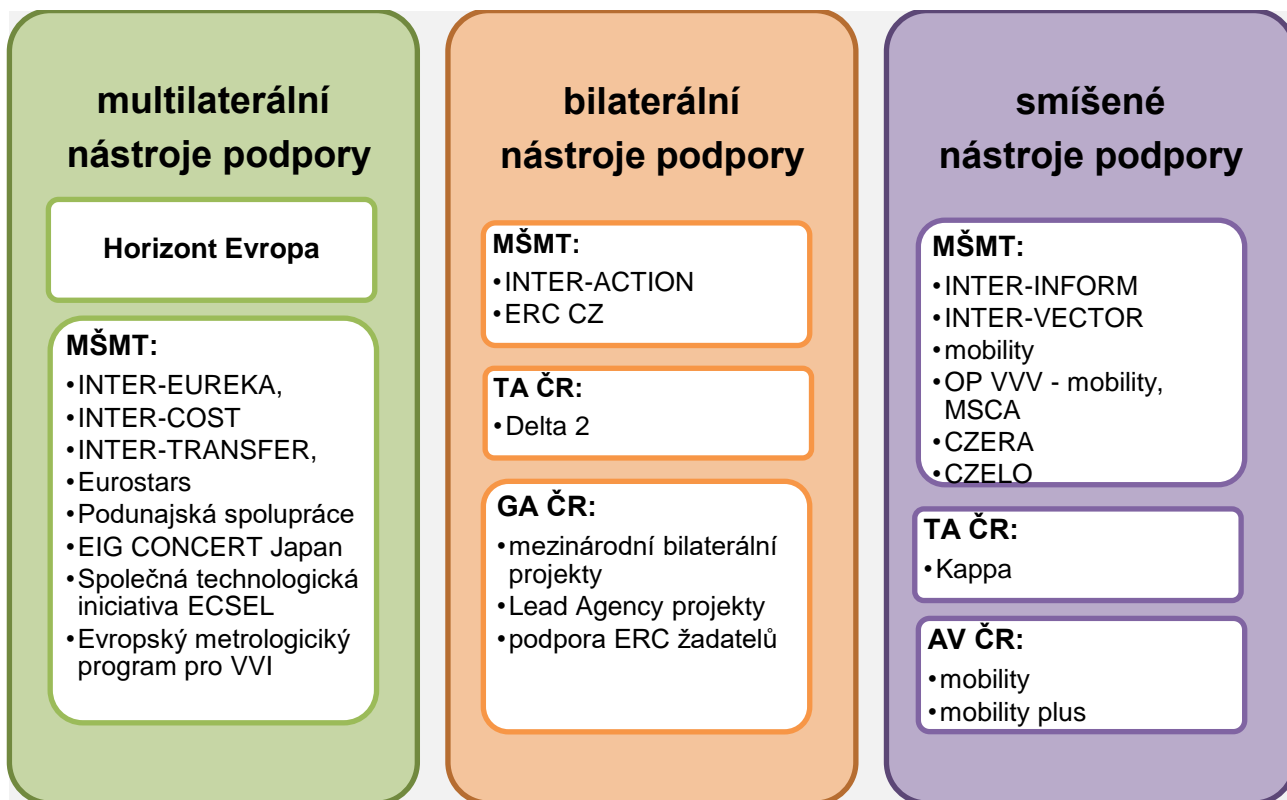 multilaterální
nástroje podpory
Horizont Evropa
MŠMT:
•INTER-EUREKA,
•INTER-COST
•INTER-TRANSFER,
•Eurostars
•Podunajská spolupráce
•EIG CONCERT Japan
•Společná technologická
iniciativa ECSEL
•Evropský metrologiciký
program pro VVI
bilaterální
nástroje podpory
MŠMT:
•INTER-ACTION
•ERC CZ
TA ČR:
•Delta 2
GA ČR:
•mezinárodní bilaterální
projekty
•Lead Agency projekty
•podpora ERC žadatelů
smíšené
nástroje podpory
MŠMT:
•INTER-INFORM
•INTER-VECTOR
•mobility
•OP VVV - mobility,
MSCA
•CZERA
•CZELO
TA ČR:
•Kappa
AV ČR:
•mobility
•mobility plus